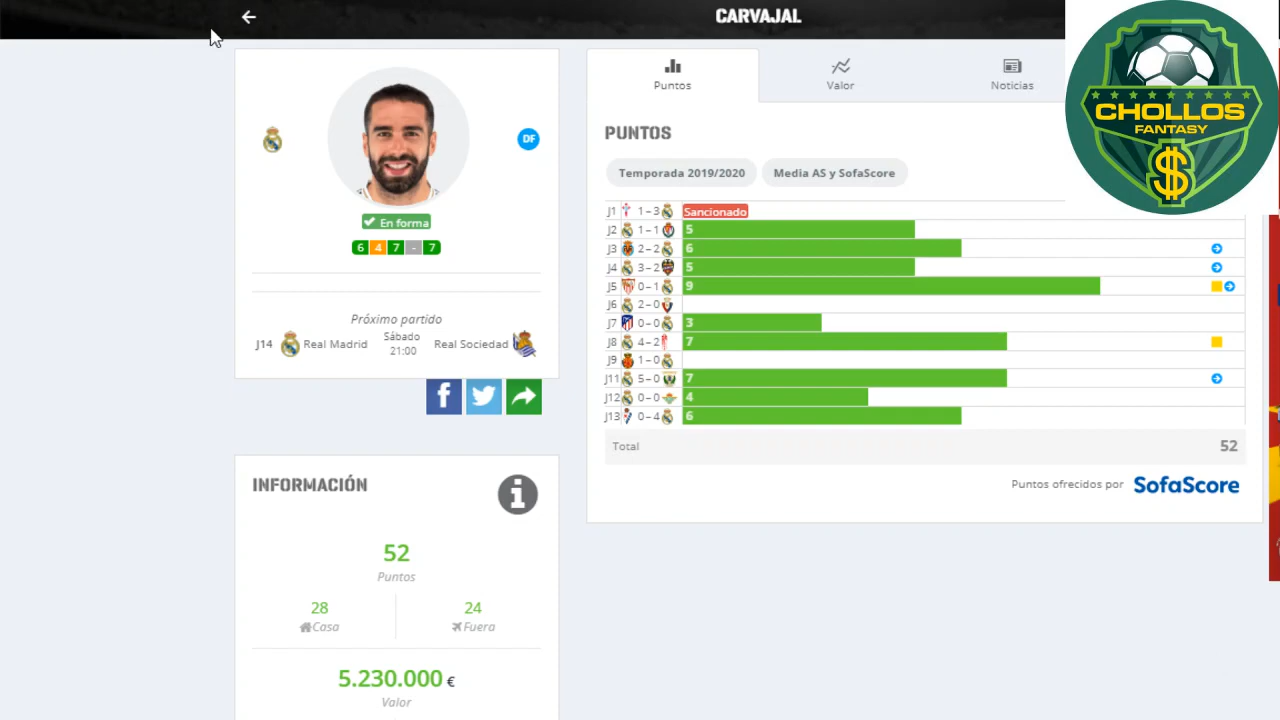 CARVAJAL
DF
En forma
6 4 7 - 7
Próximo partido
J14 Real Madrid Sábado 21:00 Real Sociedad
INFORMACIÓN
52
Puntos
28 24
Casa Fuera
5.230.000 €
Valor
Puntos Valor Noticias
PUNTOS
Temporada 2019/2020 Media AS y SofaScore
J1 1-3 Sancionado
J2 1-1 5
J3 2-2 6
J4 3-2 5
J5 0-1 9
J6 2-0
J7 0-0 3
J8 4-2 7
J9 1-0
J11 5-0 7
J12 0-0 4
J13 0-4 6
Total 52
Puntos ofrecidos por SofaScore
CHOLLOS
FANTASY
$